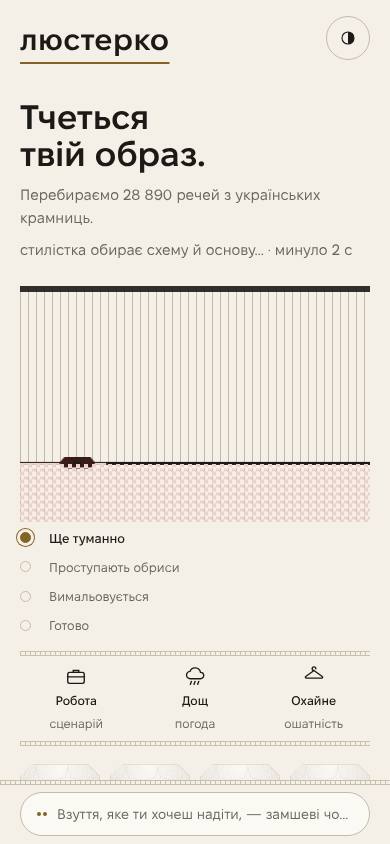 люстерко
Тчеться
твій образ.
Перебираємо 28 890 речей з українських
крамниць.
стилістка обирає схему й основу… · минуло 2 с
Ще туманно
Проступають обриси
Вимальовується
Готово
Робота
Дощ
Охайне
сценарій
погода
ошатність
Взуття, яке ти хочеш надіти, — замшеві чо…